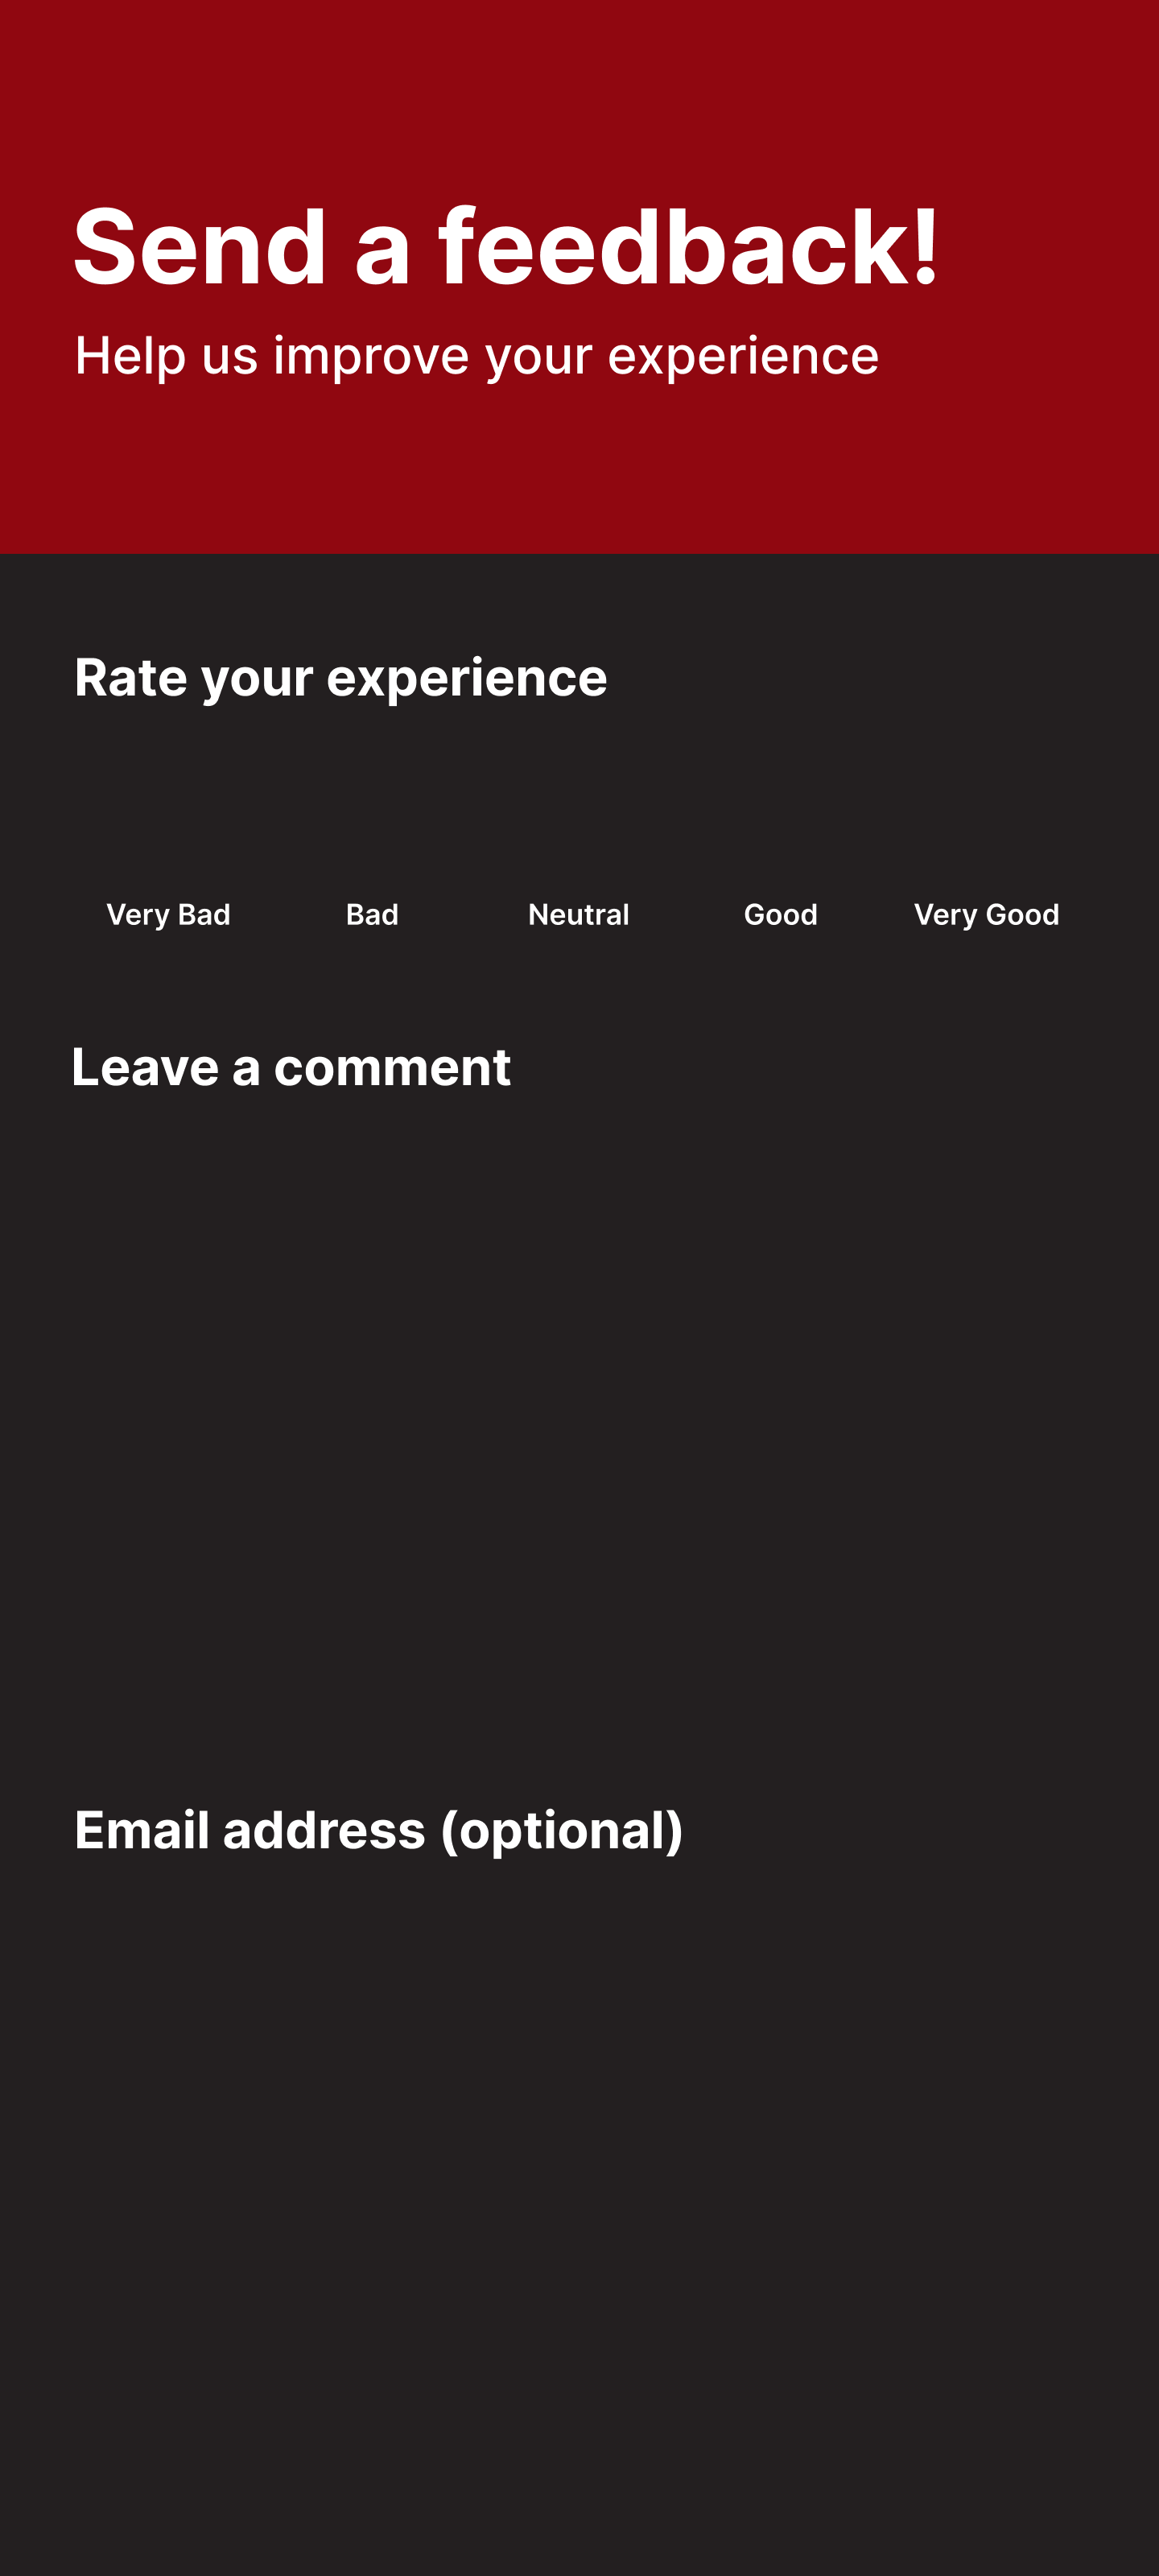 Send a feedback!
Help us improve your experience
Rate your experience
Very Bad Bad Neutral Good Very Good
Leave a comment
Email address (optional)